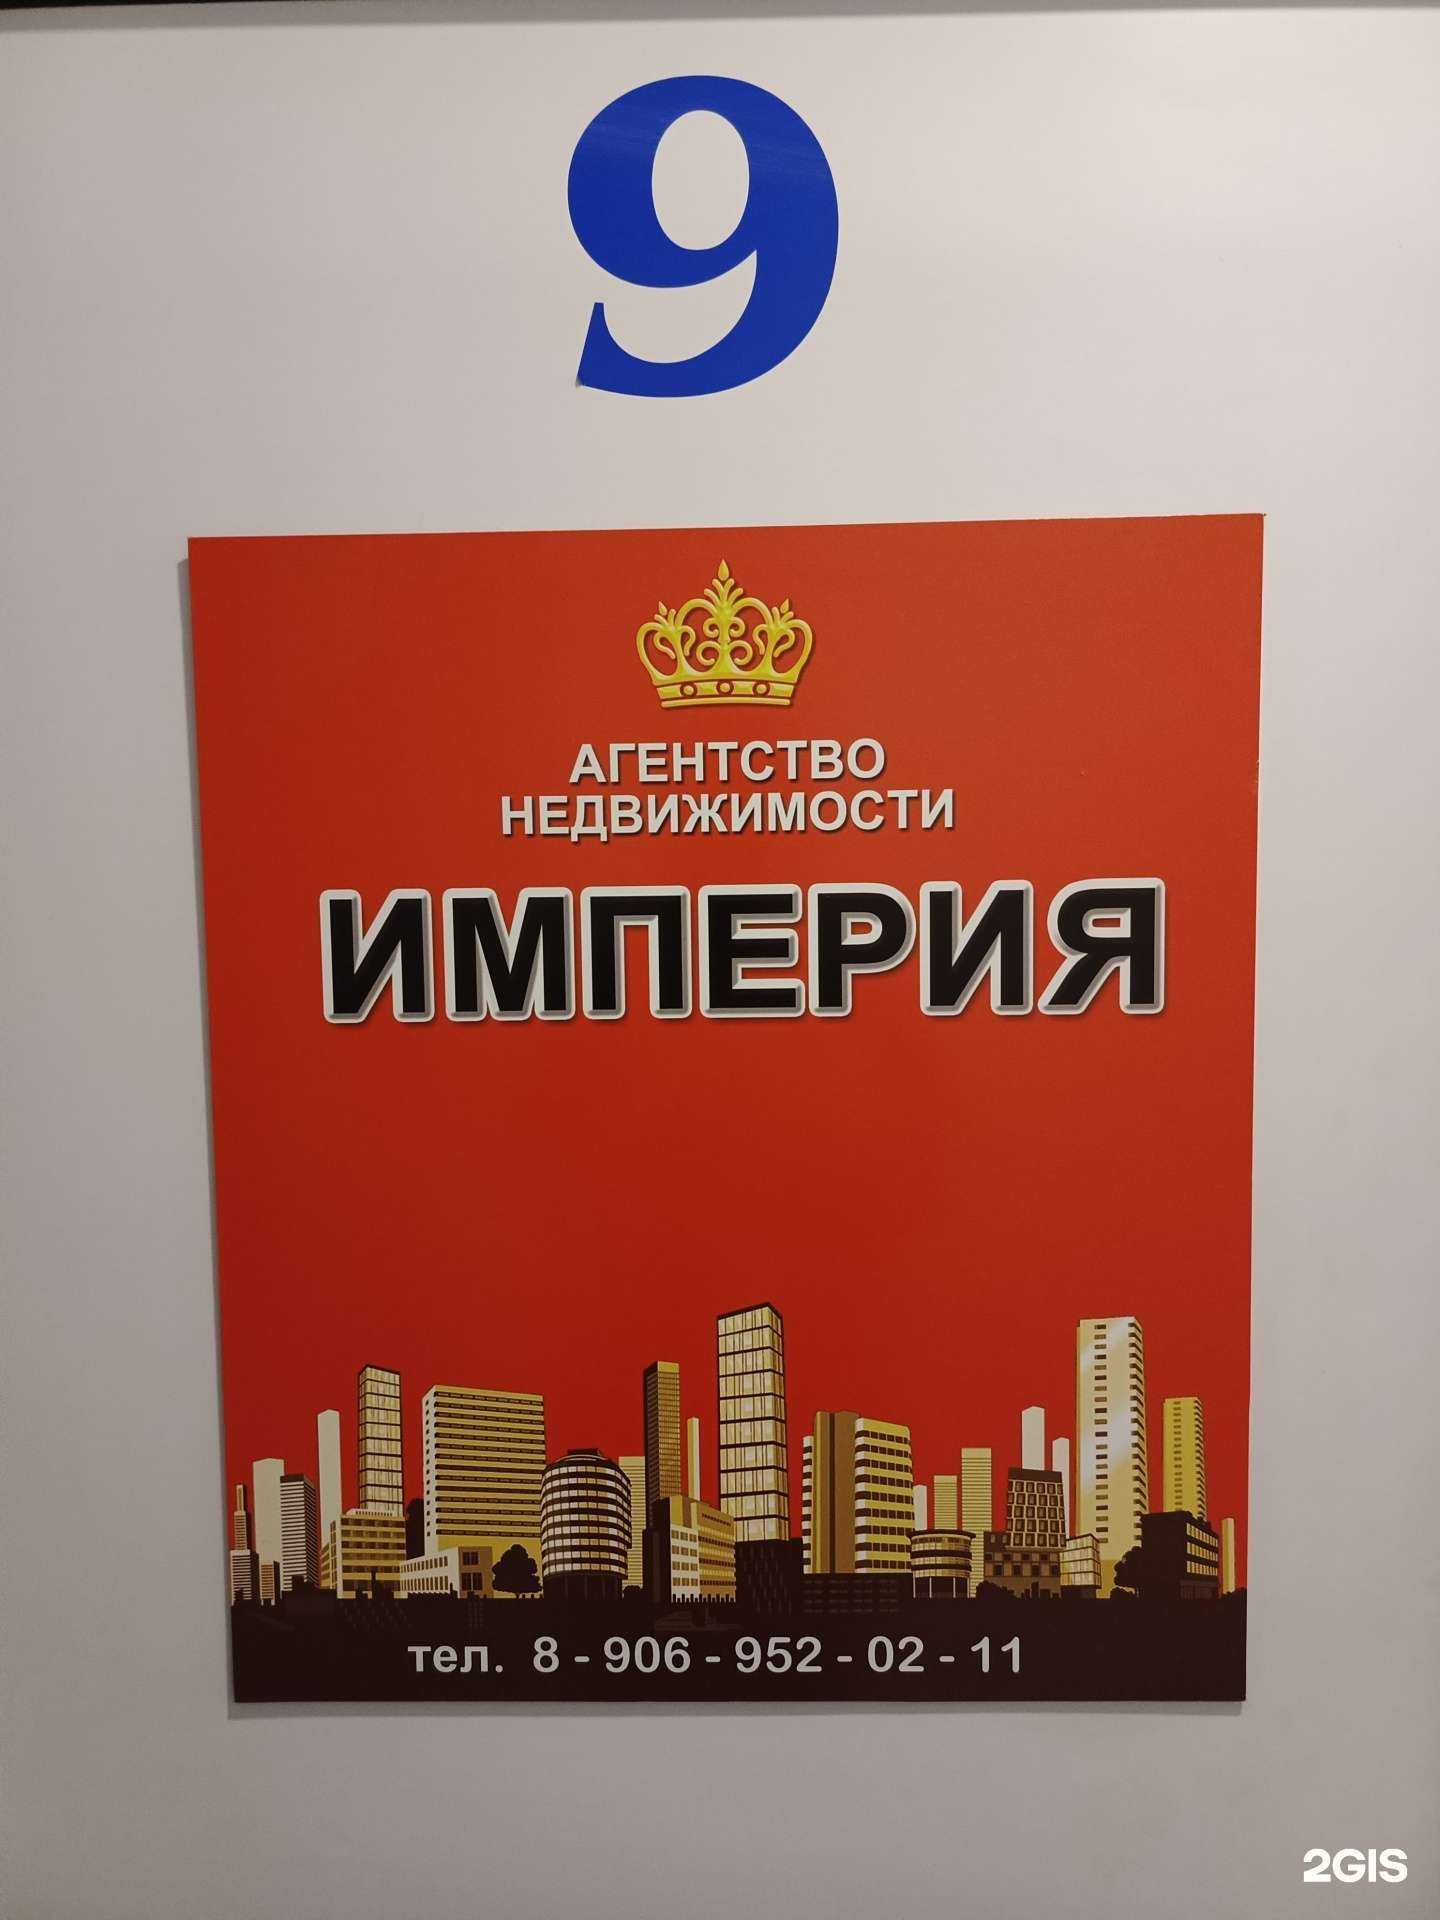 9
АГЕНТСТВО
НЕДВИЖИМОСТИ
ИМПЕРИЯ
тел. 8 - 906 - 952 - 02 - 11
2GIS